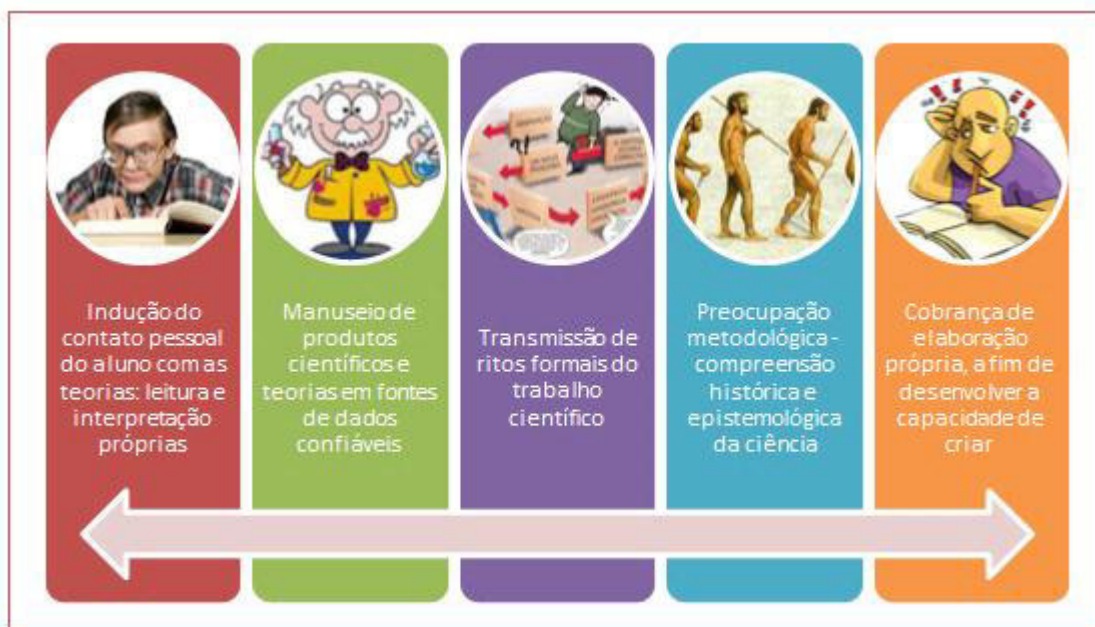 Indução do
contato pessoal
do aluno com as
teorias: leitura e
interpretação
próprias
Manuseio de
produtos
científicos e
teorias em fontes
de dados
confiáveis
Transmissão de
ritos formais do
trabalho
científico
Preocupação
metodológica -
compreensão
histórica e
epistemológica
da ciência
Cobrança de
elaboração
própria, a fim de
desenvolver a
capacidade de
criar